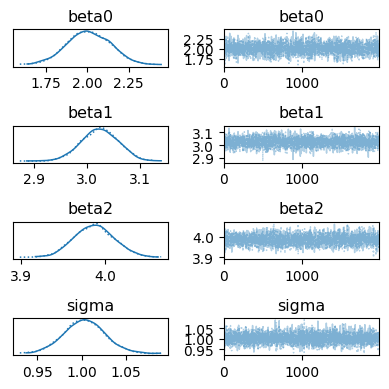 beta0 beta0
2.25
2.00
1.75
1.75 2.00 2.25 0 1000
beta1 beta1
3.1
3.0
2.9
2.9 3.0 3.1 0 1000
beta2 beta2
4.0
3.9
3.9 4.0 0 1000
sigma sigma
1.05
1.00
0.95
0.95 1.00 1.05 0 1000